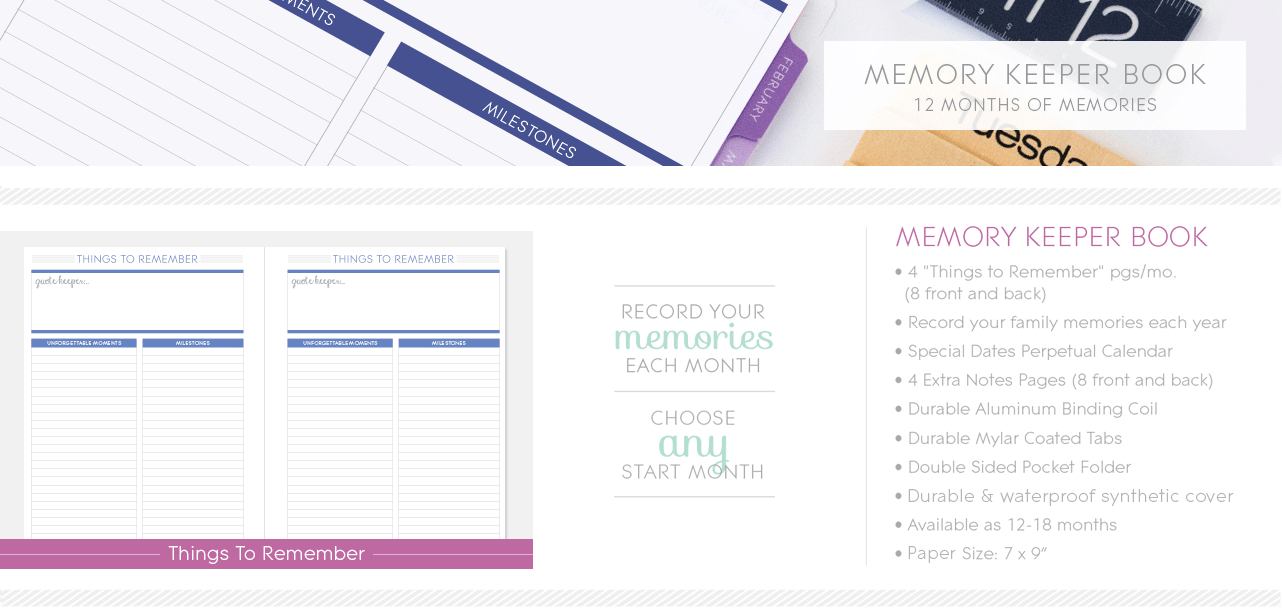 MENTS
MILESTONES
FEBRUARY
12
Tuesda
MEMORY KEEPER BOOK
12 MONTHS OF MEMORIES
THINGS TO REMEMBER
quote keeper...
UNFORGETTABLE MOMENTS
MILESTONES
THINGS TO REMEMBER
quote keeper...
UNFORGETTABLE MOMENTS
MILESTONES
Things To Remember
RECORD YOUR
memories
EACH MONTH
CHOOSE
any
START MONTH
MEMORY KEEPER BOOK
• 4 "Things to Remember" pgs/mo.
(8 front and back)
• Record your family memories each year
• Special Dates Perpetual Calendar
• 4 Extra Notes Pages (8 front and back)
• Durable Aluminum Binding Coil
• Durable Mylar Coated Tabs
• Double Sided Pocket Folder
• Durable & waterproof synthetic cover
• Available as 12-18 months
• Paper Size: 7 x 9”